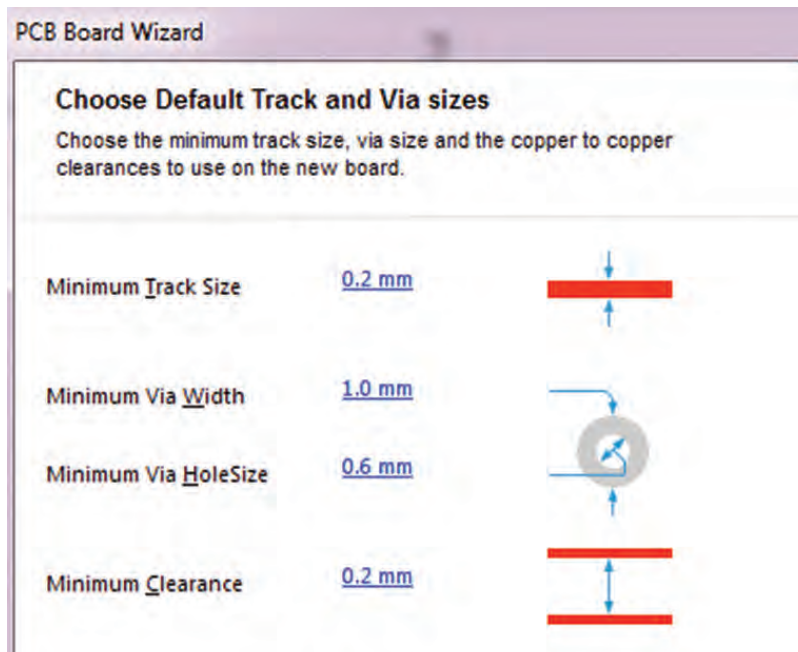 PCB Board Wizard
Choose Default Track and Via sizes
Choose the minimum track size, via size and the copper to copper
clearances to use on the new board.
Minimum Track Size 0.2 mm
Minimum Via Width 1.0 mm
Minimum Via HoleSize 0.6 mm
Minimum Clearance 0.2 mm